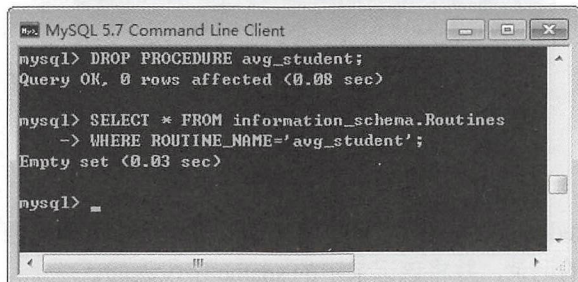 MySQL 5.7 Command Line Client
mysql> DROP PROCEDURE avg_student;
Query OK, 0 rows affected (0.08 sec)
mysql> SELECT * FROM information_schema.Routines
    -> WHERE ROUTINE_NAME='avg_student';
Empty set (0.03 sec)
mysql>